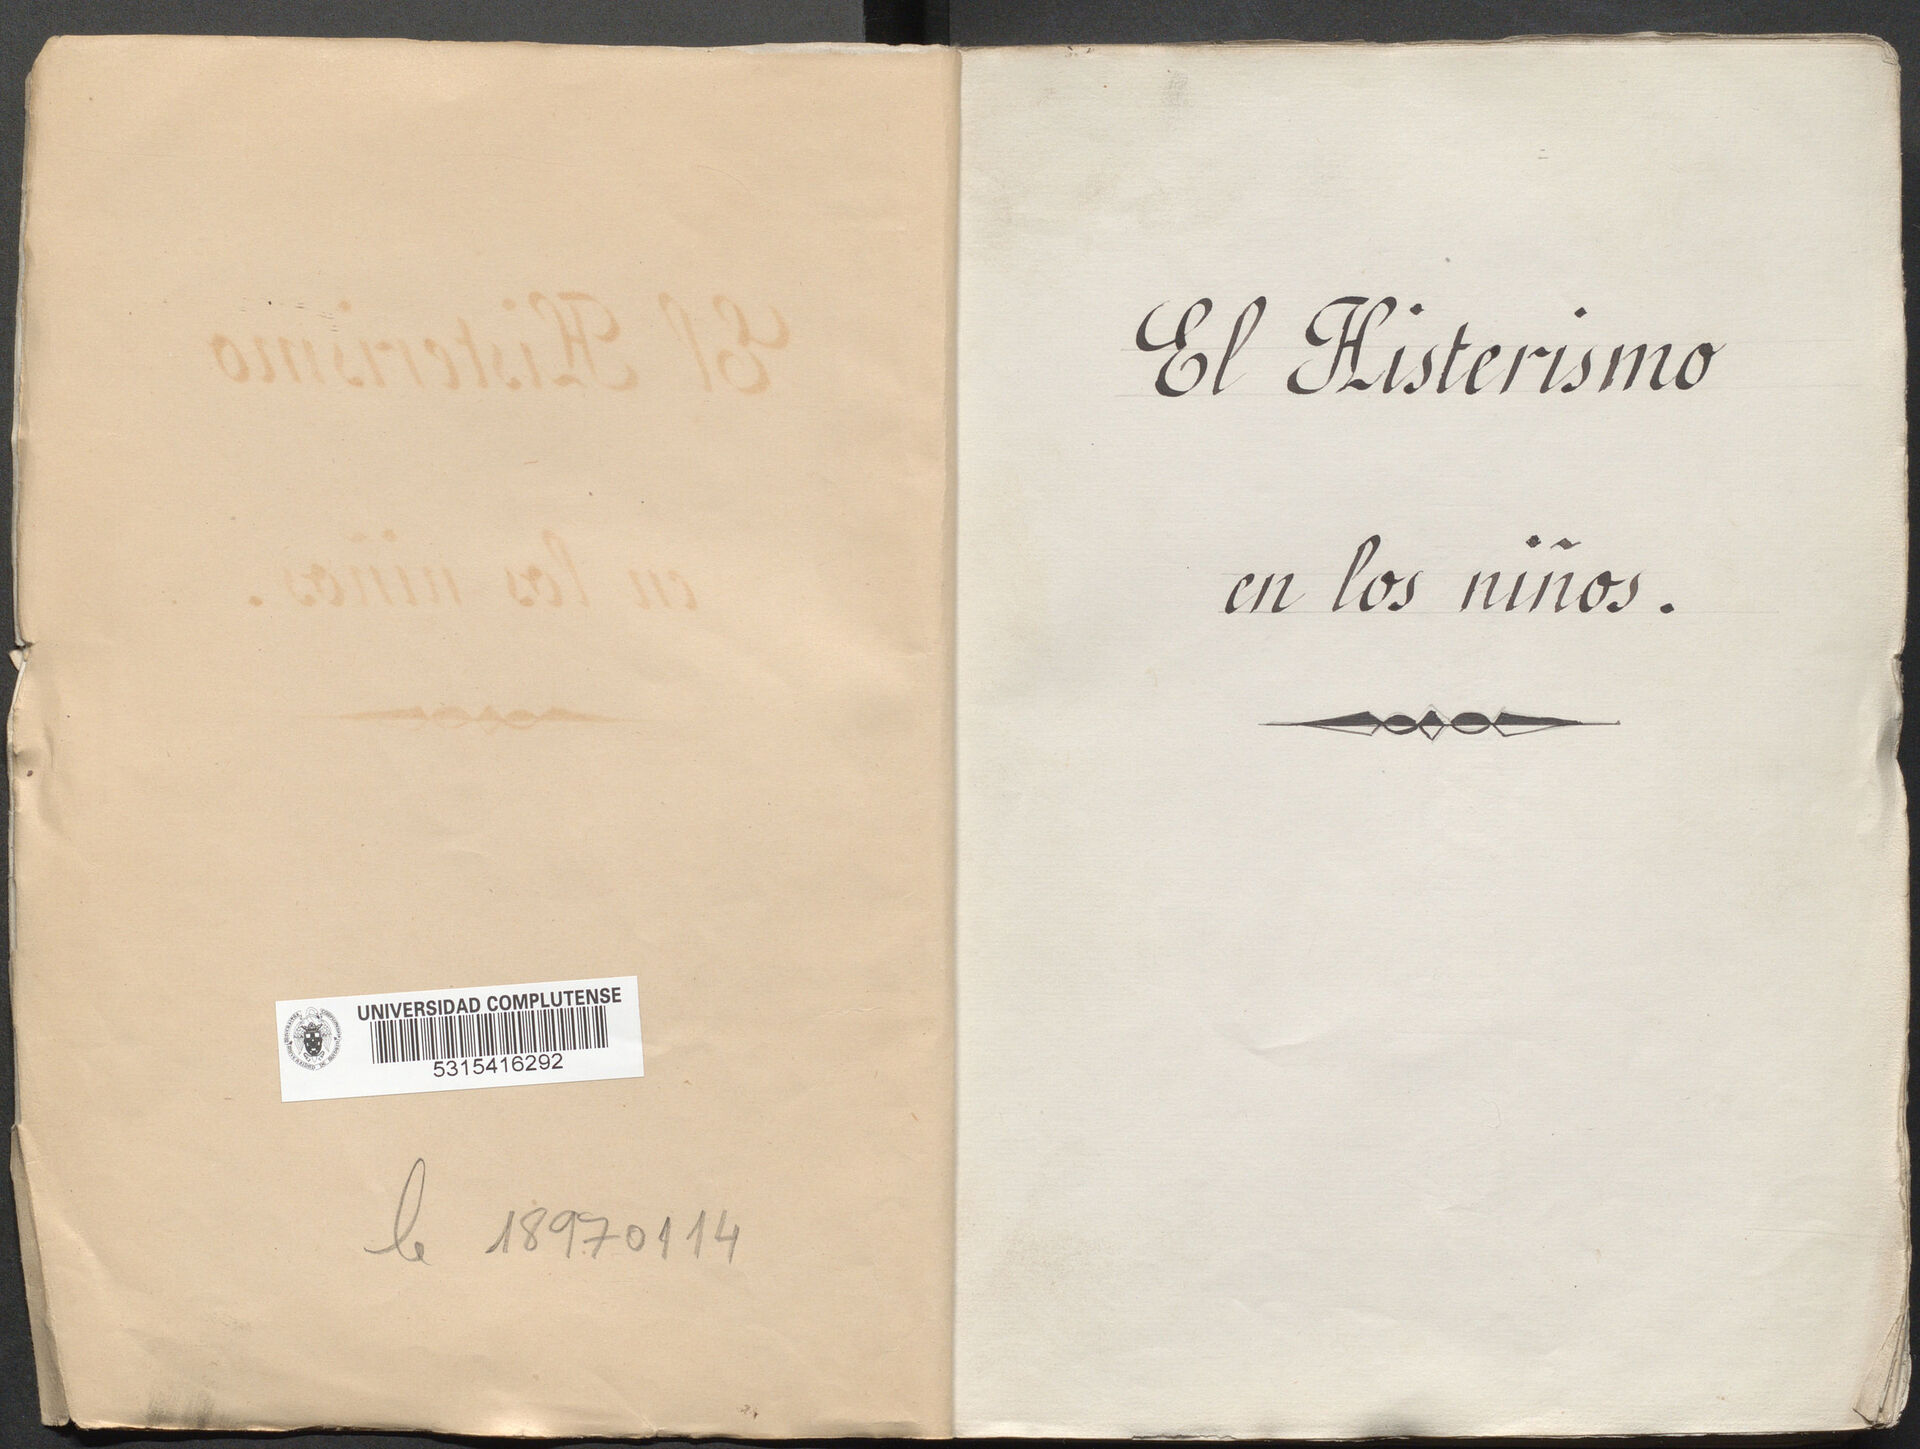 UNIVERSIDAD COMPLUTENSE
5315416292
b 18970114
El Histerismo
en los niños.